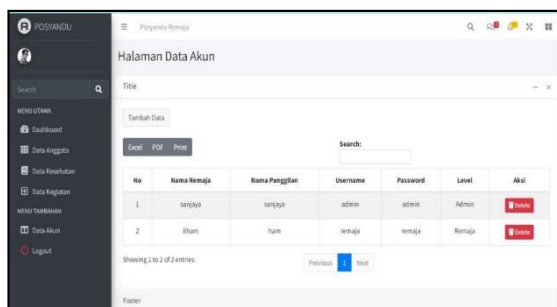 POSYANDU
Posyandu Remaja
Halaman Data Akun
Search
Title
MENU UTAMA
Dashboard
Data Anggota
Data Kesehatan
Data Kegiatan
MENU TAMBAHAN
Data Akun
Logout
Tambah Data
Excel PDF Print
Search:
No Nama Remaja Nama Panggilan Username Password Level Aksi
1 sanjaya sanjaya admin admin Admin Delete
2 ilham ham remaja remaja Remaja Delete
Showing 1 to 2 of 2 entries
Previous 1 Next
Footer